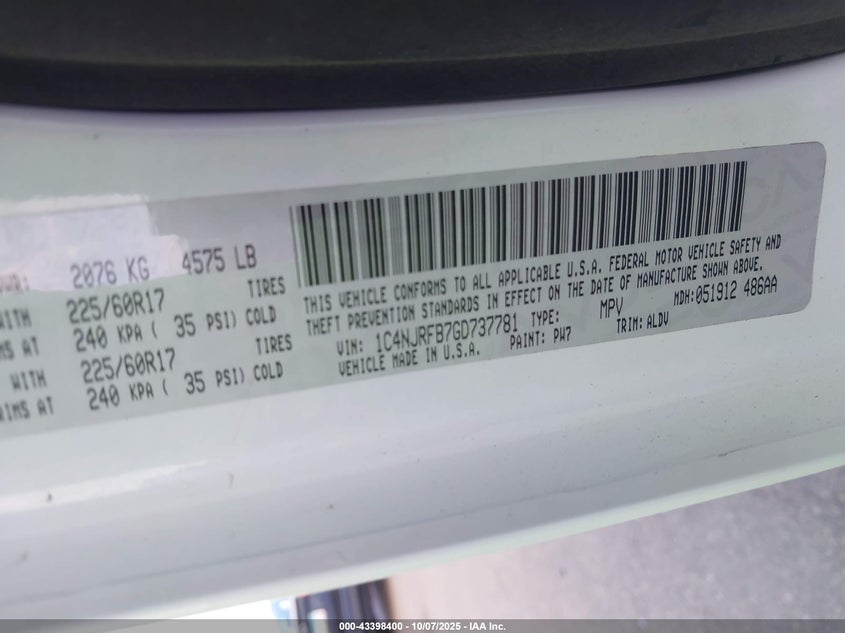 2076 KG 4575 LB
WITH 225/60R17 TIRES
AT 240 KPA ( 35 PSI) COLD
WITH 225/60R17 TIRES
RIMS AT 240 KPA ( 35 PSI) COLD
THIS VEHICLE CONFORMS TO ALL APPLICABLE U.S.A. FEDERAL MOTOR VEHICLE SAFETY AND
THEFT PREVENTION STANDARDS IN EFFECT ON THE DATE OF MANUFACTURE SHOWN ABOVE.
VIN: 1C4NJRFB7GD737781 TYPE: MPV MDH:051912 486AA
VEHICLE MADE IN U.S.A. PAINT: PW7 TRIM: ALDV
000-43398400 - 10/07/2025 - IAA Inc.